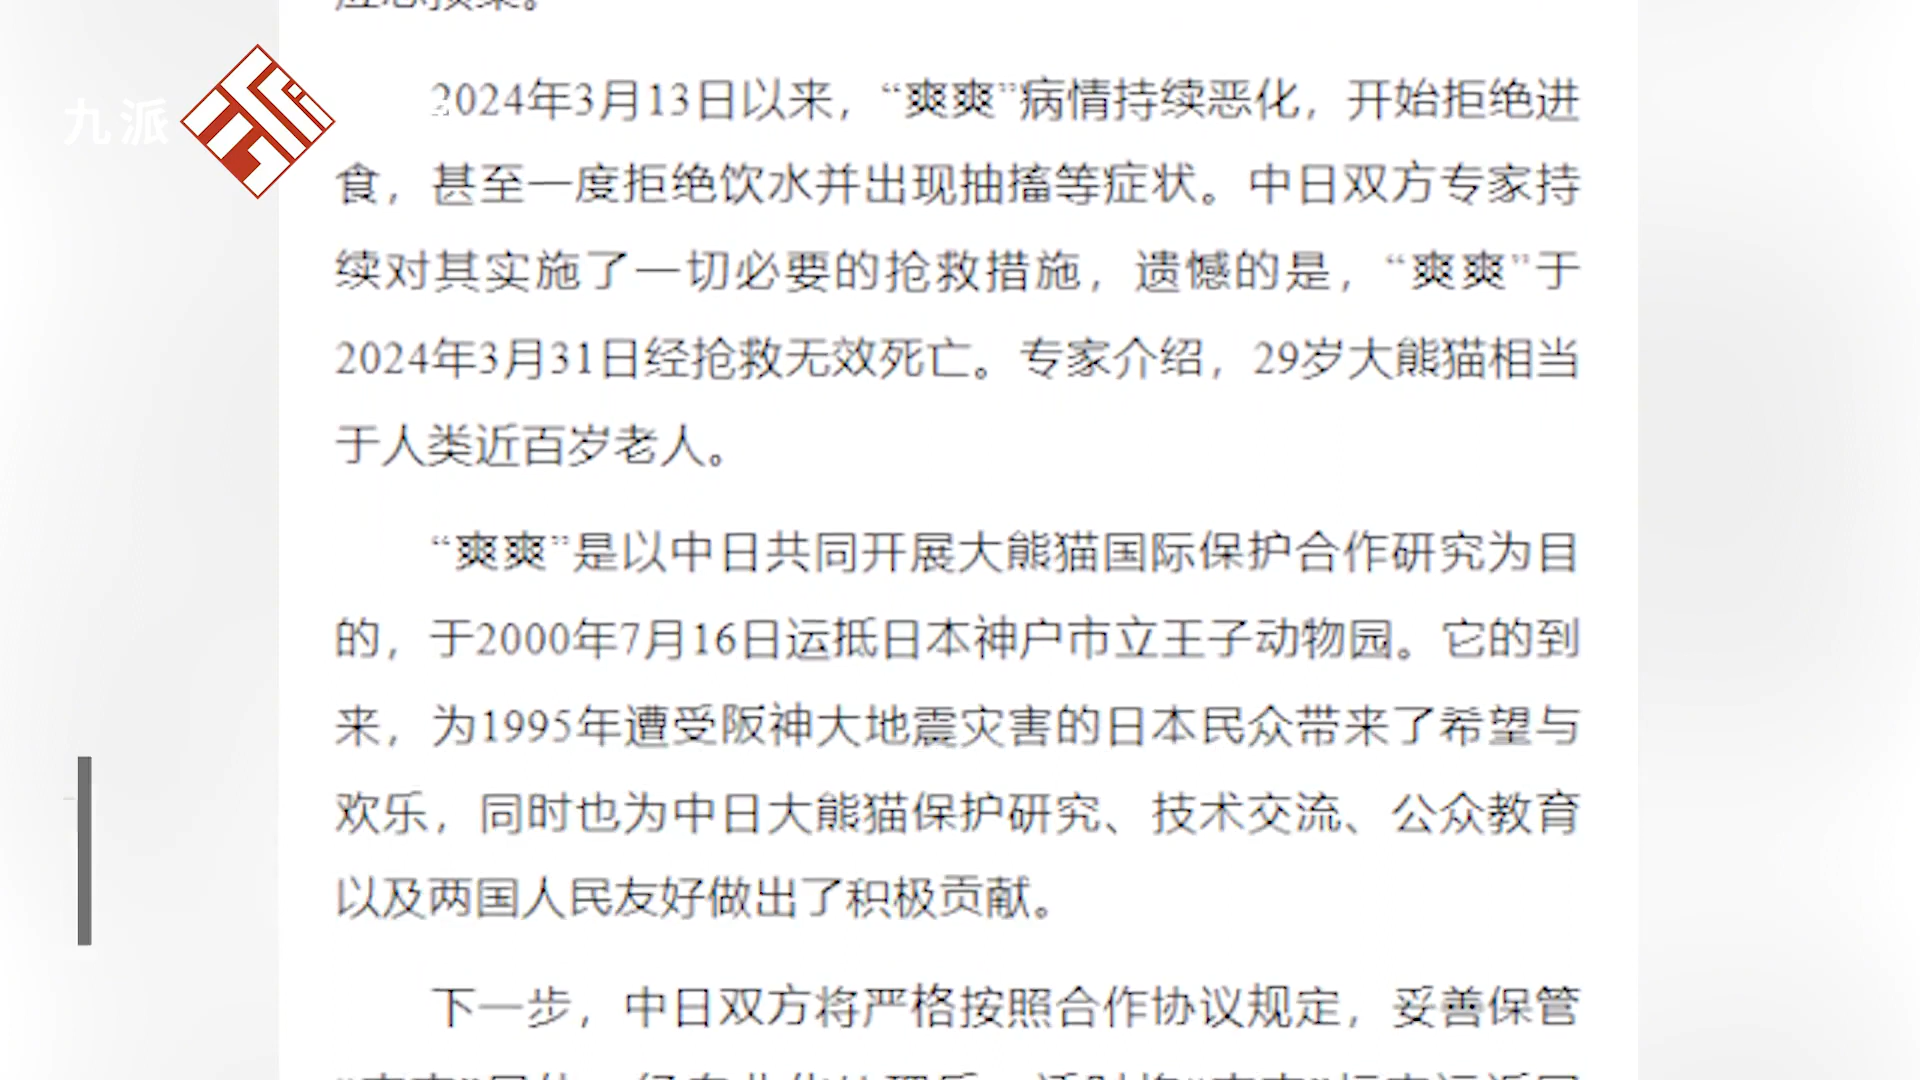 九派
2024年3月13日以来，“爽爽”病情持续恶化，开始拒绝进
食，甚至一度拒绝饮水并出现抽搐等症状。中日双方专家持
续对其实施了一切必要的抢救措施，遗憾的是，“爽爽”于
2024年3月31日经抢救无效死亡。专家介绍，29岁大熊猫相当
于人类近百岁老人。
“爽爽”是以中日共同开展大熊猫国际保护合作研究为目
的，于2000年7月16日运抵日本神户市立王子动物园。它的到
来，为1995年遭受阪神大地震灾害的日本民众带来了希望与
欢乐，同时也为中日大熊猫保护研究、技术交流、公众教育
以及两国人民友好做出了积极贡献。
下一步，中日双方将严格按照合作协议规定，妥善保管